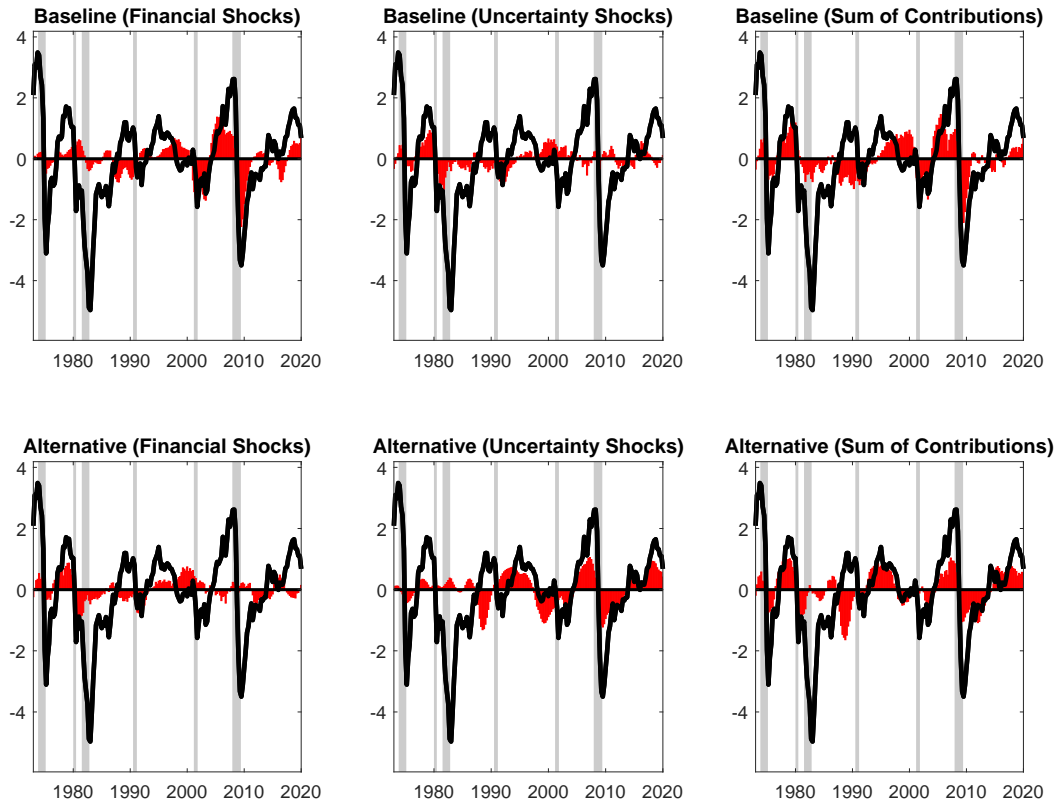 Baseline (Financial Shocks)
4
2
0
-2
-4
1980 1990 2000 2010 2020
Baseline (Uncertainty Shocks)
4
2
0
-2
-4
1980 1990 2000 2010 2020
Baseline (Sum of Contributions)
4
2
0
-2
-4
1980 1990 2000 2010 2020
Alternative (Financial Shocks)
4
2
0
-2
-4
1980 1990 2000 2010 2020
Alternative (Uncertainty Shocks)
4
2
0
-2
-4
1980 1990 2000 2010 2020
Alternative (Sum of Contributions)
4
2
0
-2
-4
1980 1990 2000 2010 2020